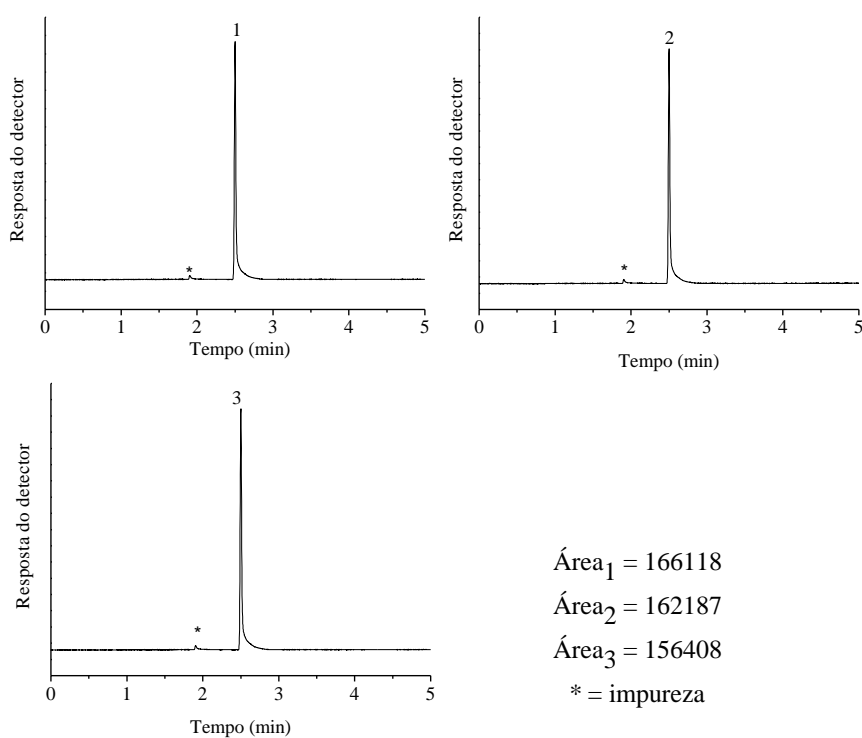 1
Resposta do detector
*
0 1 2 3 4 5
Tempo (min)
2
Resposta do detector
*
0 1 2 3 4 5
Tempo (min)
3
Resposta do detector
*
0 1 2 3 4 5
Tempo (min)
Área1 = 166118
Área2 = 162187
Área3 = 156408
* = impureza